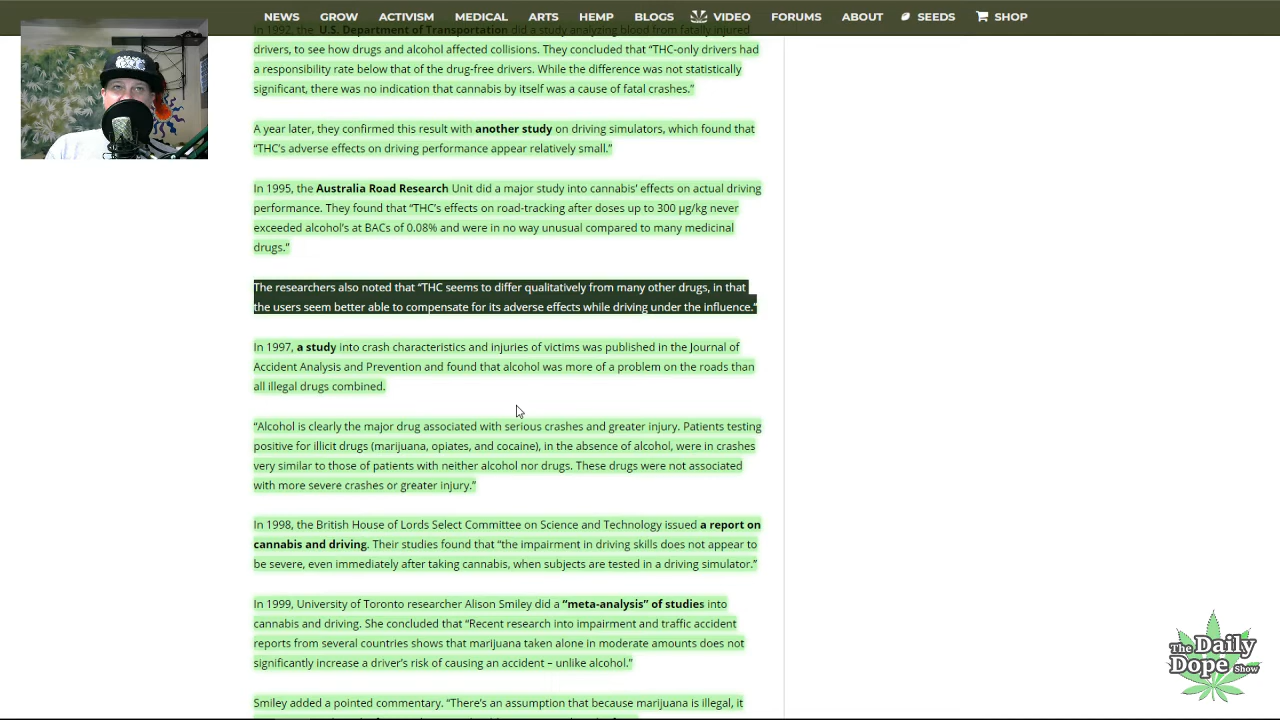 NEWS GROW ACTIVISM MEDICAL ARTS HEMP BLOGS VIDEO FORUMS ABOUT SEEDS SHOP
In 1992, the U.S. Department of Transportation did a study analyzing blood from fatally injured
drivers, to see how drugs and alcohol affected collisions. They concluded that “THC-only drivers had
a responsibility rate below that of the drug-free drivers. While the difference was not statistically
significant, there was no indication that cannabis by itself was a cause of fatal crashes.”
A year later, they confirmed this result with another study on driving simulators, which found that
“THC’s adverse effects on driving performance appear relatively small.”
In 1995, the Australia Road Research Unit did a major study into cannabis’ effects on actual driving
performance. They found that “THC’s effects on road-tracking after doses up to 300 µg/kg never
exceeded alcohol’s at BACs of 0.08% and were in no way unusual compared to many medicinal
drugs.”
The researchers also noted that “THC seems to differ qualitatively from many other drugs, in that
the users seem better able to compensate for its adverse effects while driving under the influence.”
In 1997, a study into crash characteristics and injuries of victims was published in the Journal of
Accident Analysis and Prevention and found that alcohol was more of a problem on the roads than
all illegal drugs combined.
“Alcohol is clearly the major drug associated with serious crashes and greater injury. Patients testing
positive for illicit drugs (marijuana, opiates, and cocaine), in the absence of alcohol, were in crashes
very similar to those of patients with neither alcohol nor drugs. These drugs were not associated
with more severe crashes or greater injury.”
In 1998, the British House of Lords Select Committee on Science and Technology issued a report on
cannabis and driving. Their studies found that “the impairment in driving skills does not appear to
be severe, even immediately after taking cannabis, when subjects are tested in a driving simulator.”
In 1999, University of Toronto researcher Alison Smiley did a “meta-analysis” of studies into
cannabis and driving. She concluded that “Recent research into impairment and traffic accident
reports from several countries shows that marijuana taken alone in moderate amounts does not
significantly increase a driver’s risk of causing an accident – unlike alcohol.”
Smiley added a pointed commentary. “There’s an assumption that because marijuana is illegal, it
The Daily
Dope Show